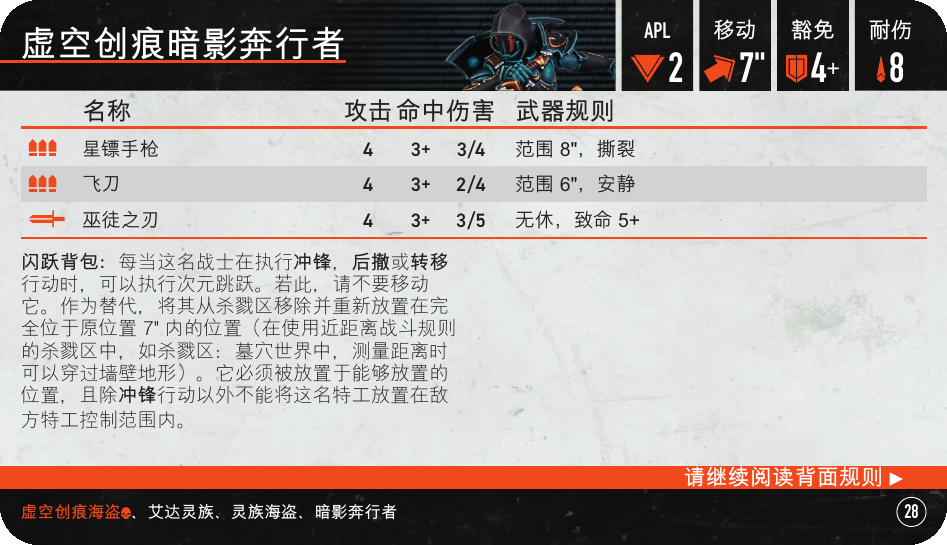 虚空创痕暗影奔行者
APL 移动 豁免 耐伤
2 7" 4+ 8
名称 攻击 命中 伤害 武器规则
星镖手枪 4 3+ 3/4 范围 8"，撕裂
飞刀 4 3+ 2/4 范围 6"，安静
巫徒之刃 4 3+ 3/5 无休，致命 5+
闪跃背包：每当这名战士在执行冲锋，后撤或转移
行动时，可以执行次元跳跃。若此，请不要移动
它。作为替代，将其从杀戮区移除并重新放置在完
全位于原位置 7" 内的位置（在使用近距离战斗规则
的杀戮区中，如杀戮区：墓穴世界中，测量距离时
可以穿过墙壁地形）。它必须被放置于能够放置的
位置，且除冲锋行动以外不能将这名特工放置在敌
方特工控制范围内。
请继续阅读背面规则 ▶
虚空创痕海盗、艾达灵族、灵族海盗、暗影奔行者
28